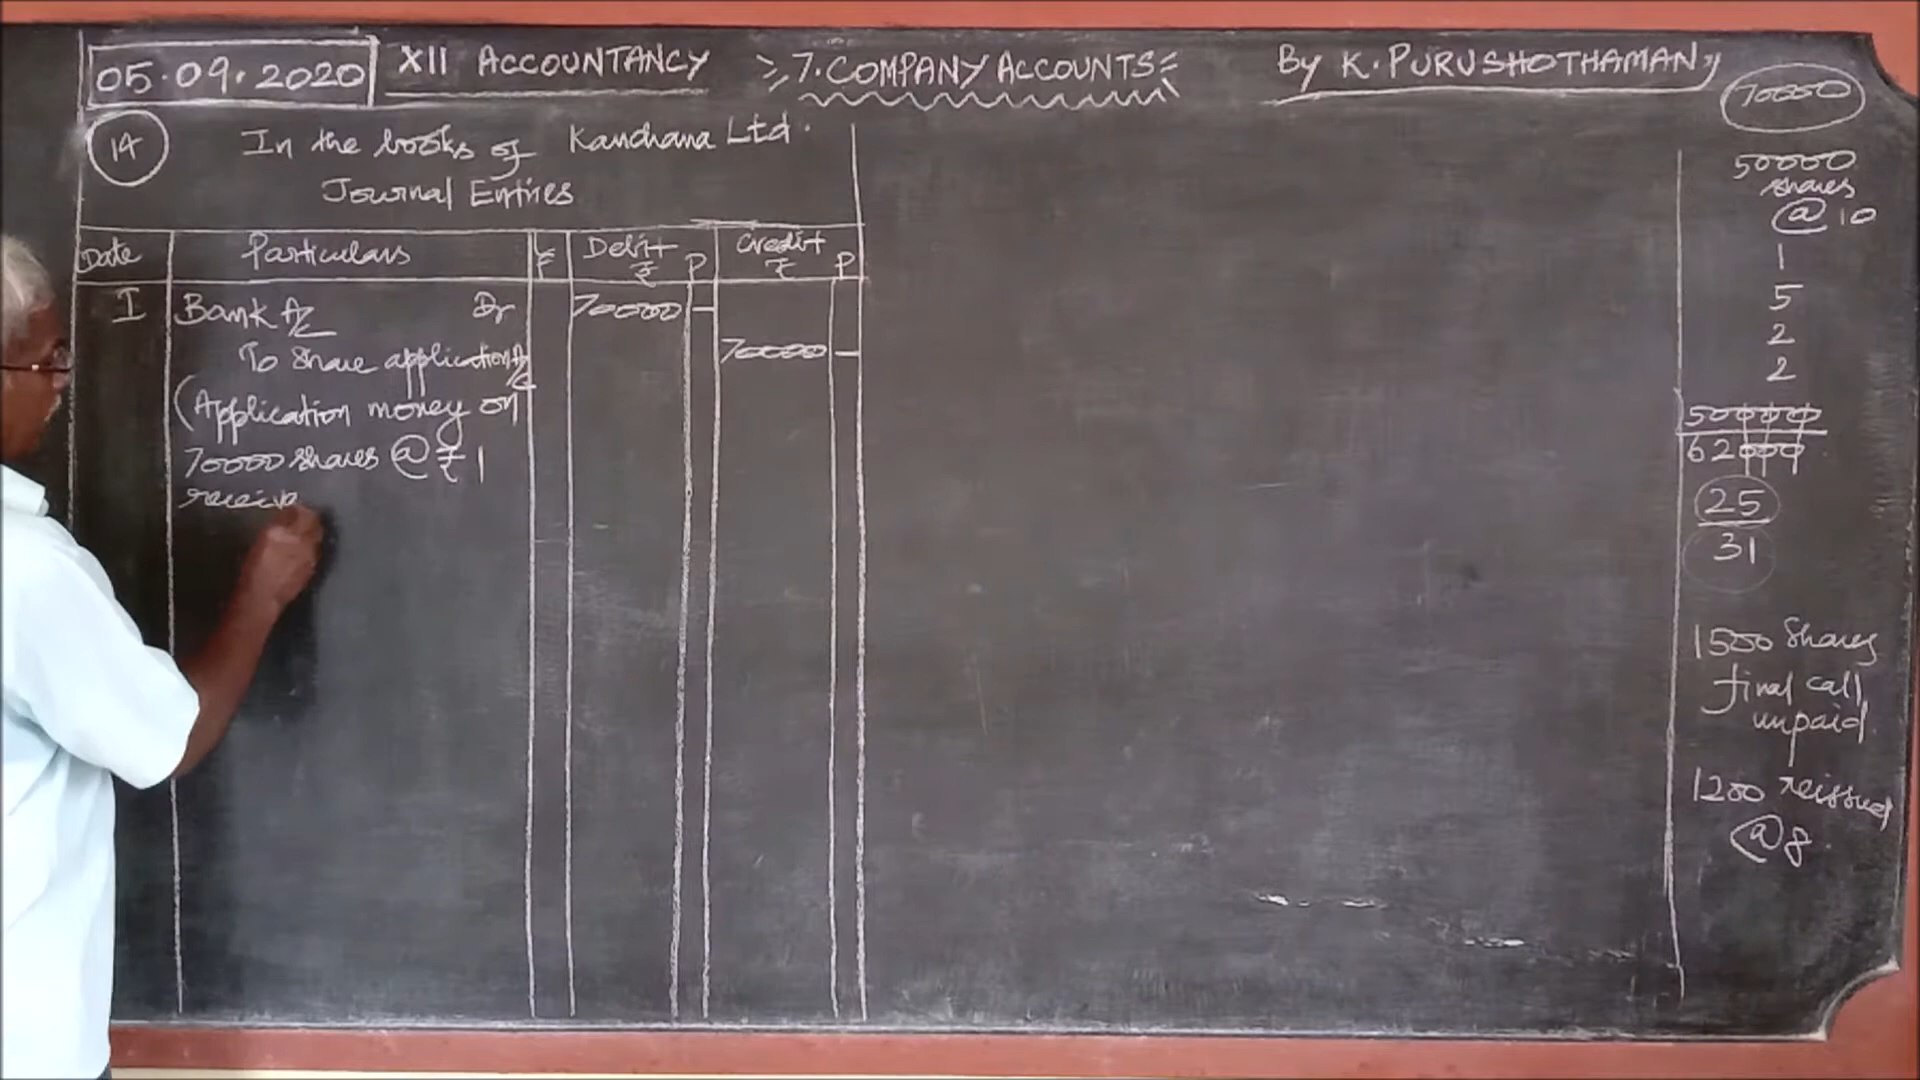 05.09.2020
XII ACCOUNTANCY
7. COMPANY ACCOUNTS
By K. PURUSHOTHAMAN
14
In the books of Kanchana Ltd.
Journal Entries
Date Particulars F Debit ₹ P Credit ₹ P
I Bank A/c Dr 70000 –
To Share application A/c 70000 –
(Application money on
70000 shares @ ₹ 1
receive
70000
50000
shares
@ 10
1
5
2
2
50000
62000
25
31
1500 Shares
final call
unpaid.
1200 reissued
@ 8